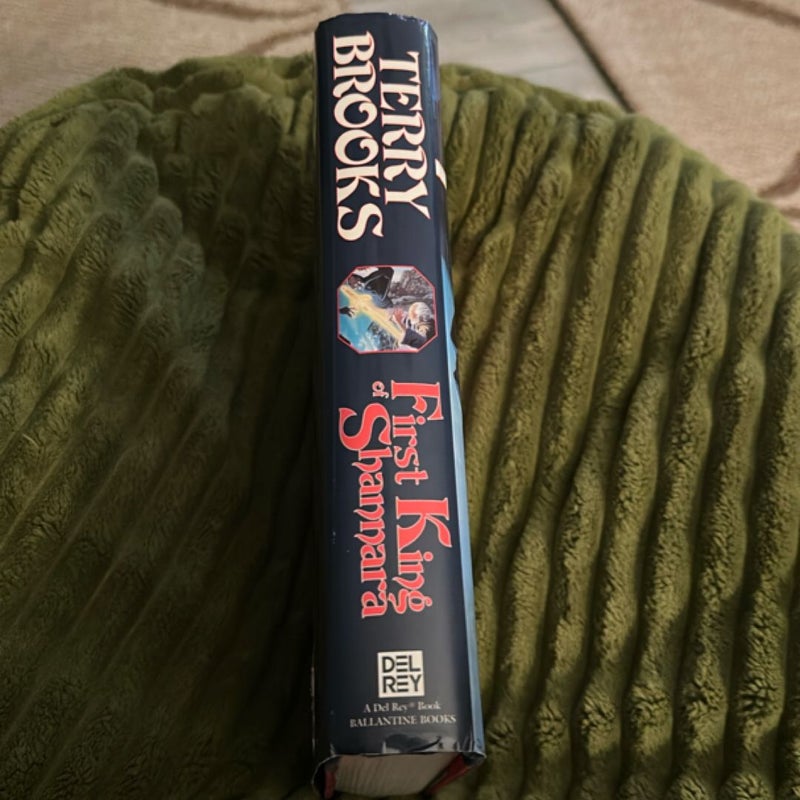 TERRY
BROOKS
First King
of
Shannara
DEL
REY
A Del Rey® Book
BALLANTINE BOOKS